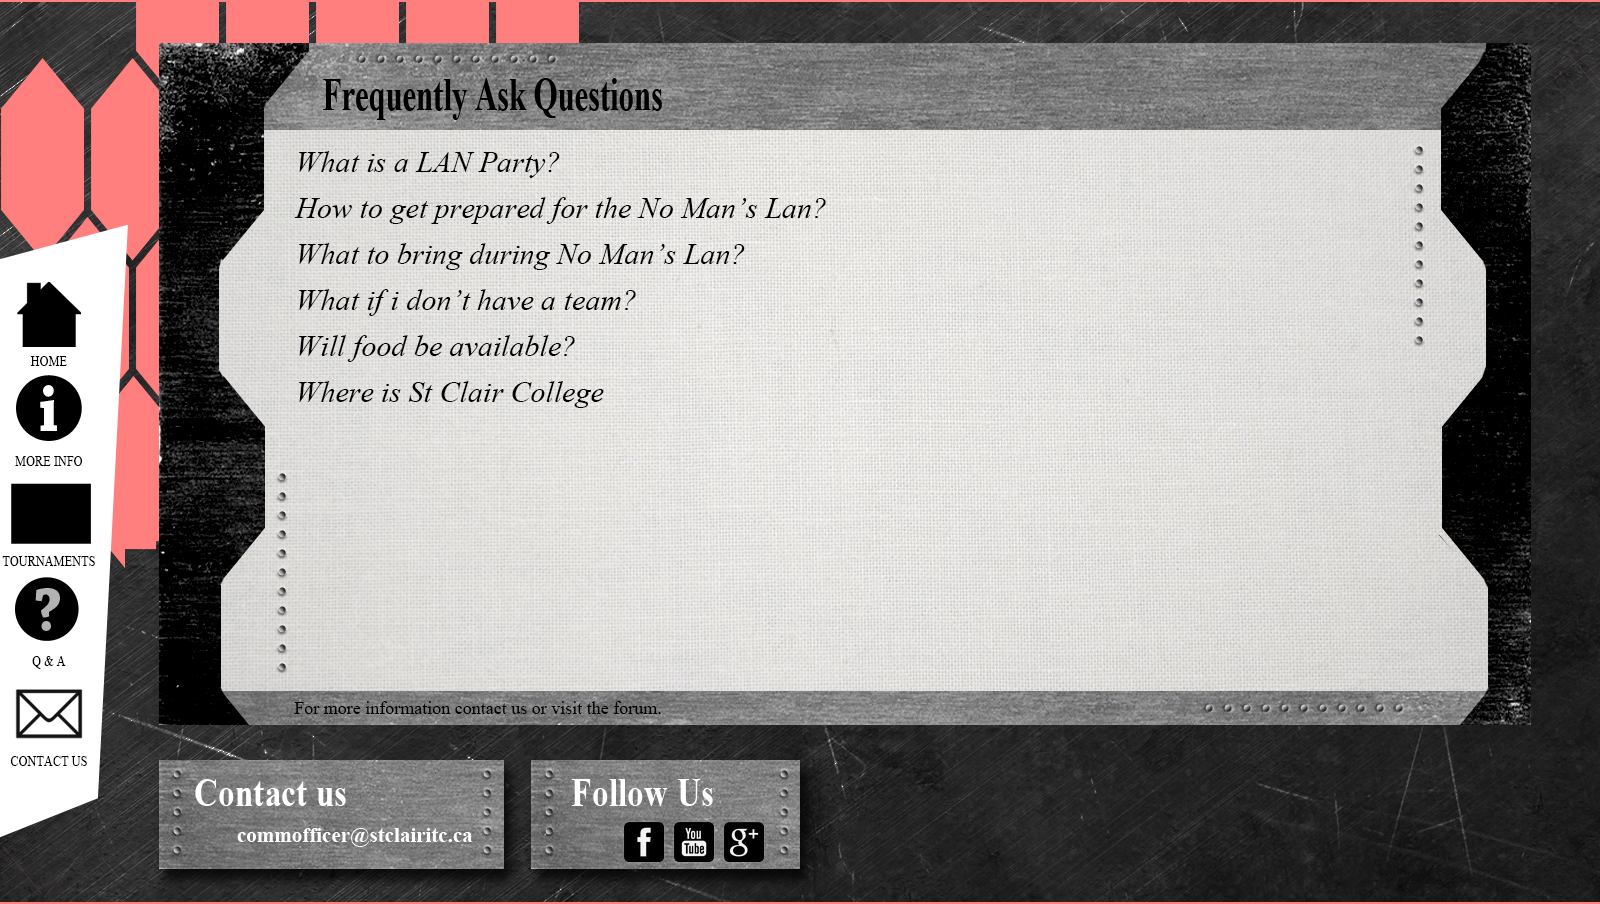 Frequently Ask Questions
What is a LAN Party?
How to get prepared for the No Man’s Lan?
What to bring during No Man’s Lan?
What if i don’t have a team?
Will food be available?
Where is St Clair College
For more information contact us or visit the forum.
HOME
MORE INFO
TOURNAMENTS
?
Q & A
CONTACT US
Contact us
commofficer@stclairitc.ca
Follow Us
f
You
Tube
g+